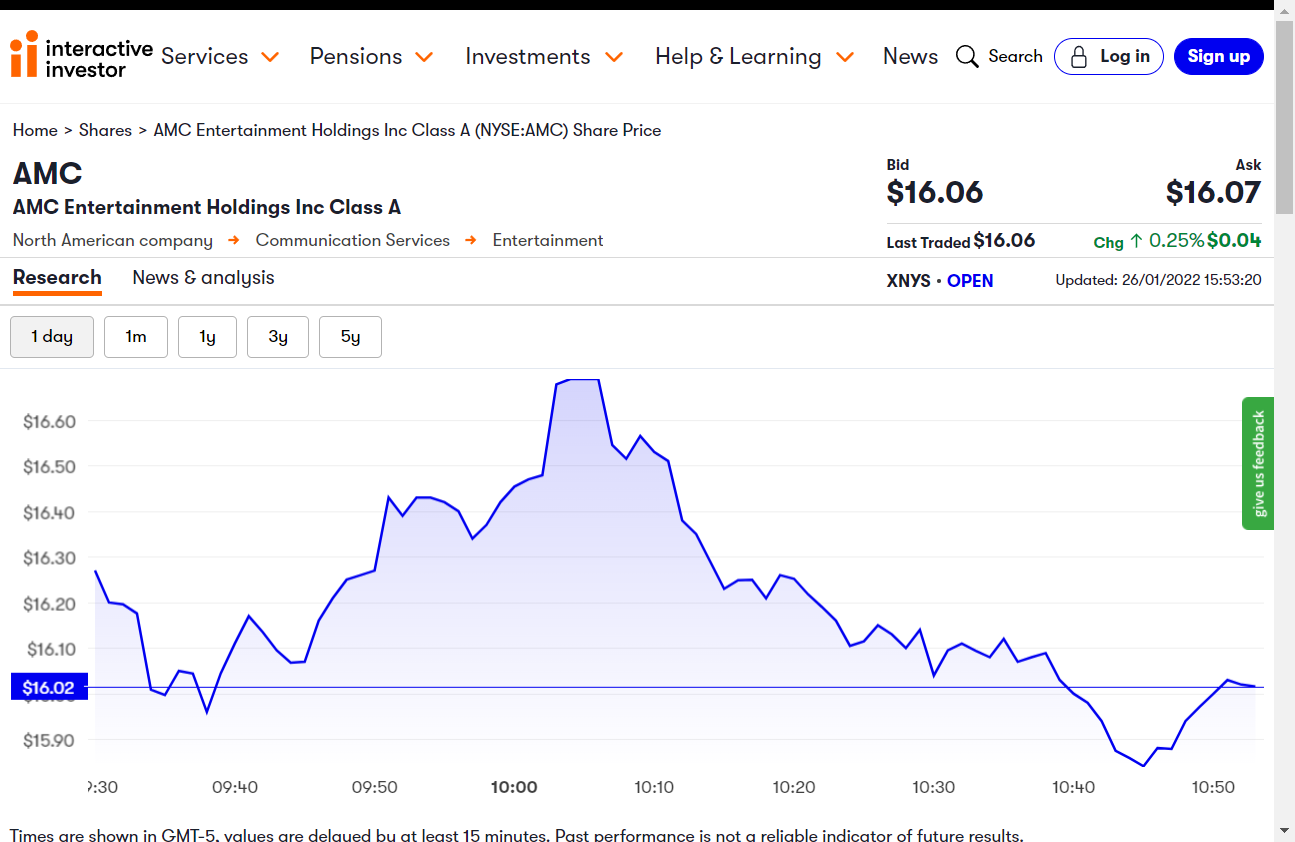 interactive investor
Services Pensions Investments Help & Learning News Search Log in Sign up
Home > Shares > AMC Entertainment Holdings Inc Class A (NYSE:AMC) Share Price
AMC
AMC Entertainment Holdings Inc Class A
North American company → Communication Services → Entertainment
Bid Ask
$16.06 $16.07
Last Traded $16.06 Chg ↑ 0.25% $0.04
Research News & analysis
XNYS • OPEN Updated: 26/01/2022 15:53:20
1 day 1m 1y 3y 5y
$16.60
$16.50
$16.40
$16.30
$16.20
$16.10
$16.02
$15.90
09:40 09:50 10:00 10:10 10:20 10:30 10:40 10:50
give us feedback
Times are shown in GMT-5, values are delayed by at least 15 minutes. Past performance is not a reliable indicator of future results.